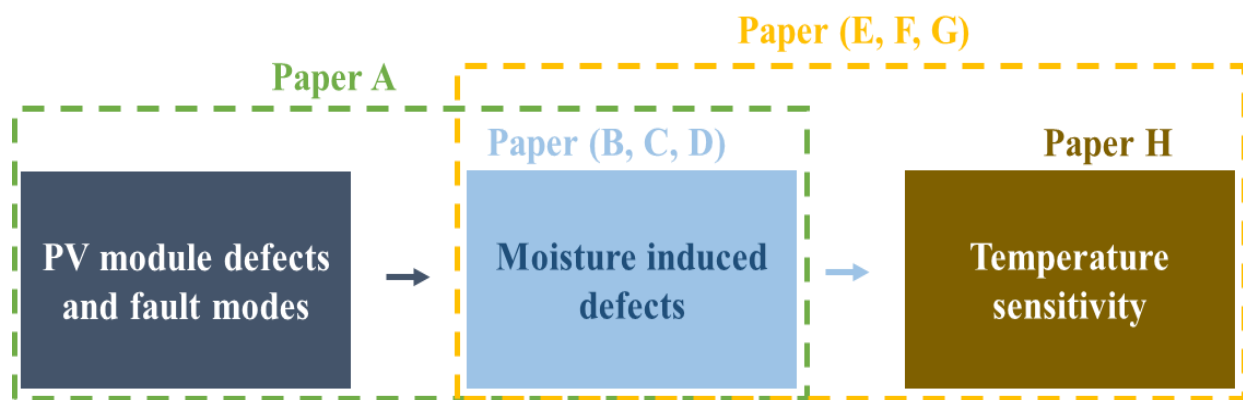 Paper (E, F, G)
Paper A
Paper (B, C, D)
Paper H
PV module defects
and fault modes
Moisture induced
defects
Temperature
sensitivity